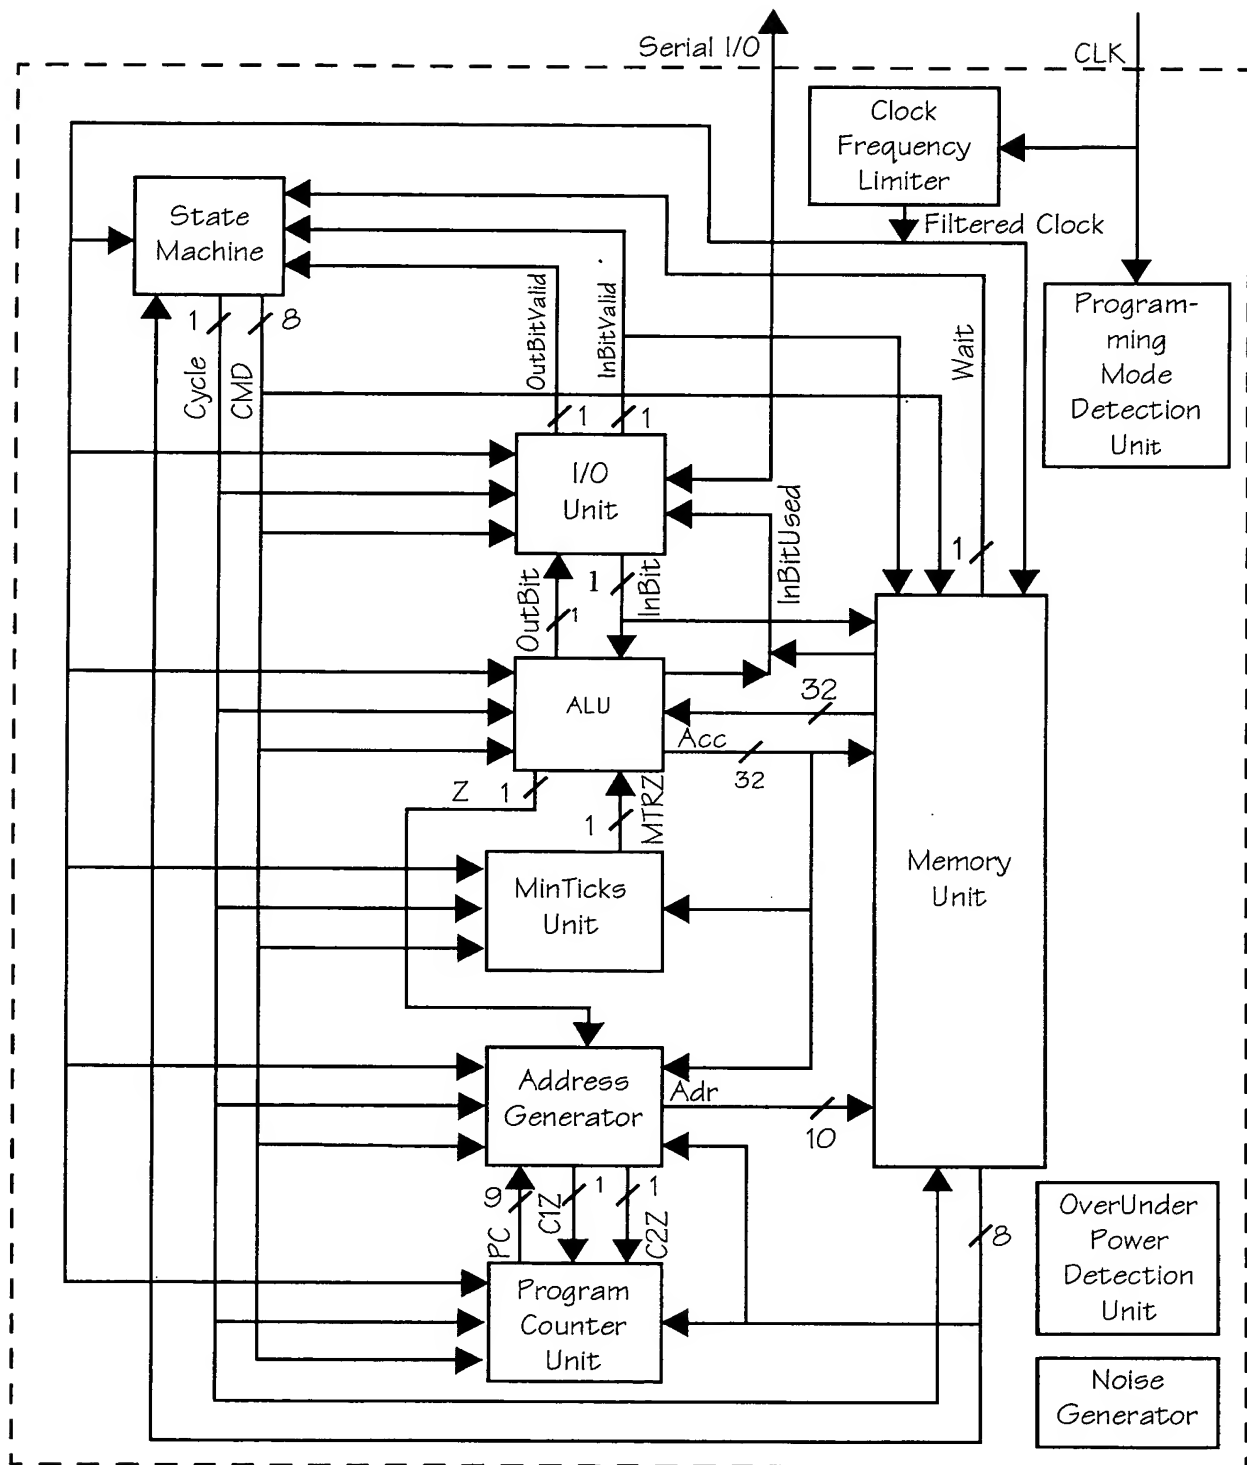 Serial I/O
CLK
Clock
Frequency
Limiter
Filtered Clock
State
Machine
Program-
ming
Mode
Detection
Unit
1
8
Cycle
CMD
OutBitValid
InBitValid
Wait
1
1
I/O
Unit
InBitUsed
1
OutBit
1
1
InBit
ALU
32
Acc
32
Z
1
1
MTRZ
MinTicks
Unit
Memory
Unit
Address
Generator
Adr
10
9
PC
C1Z
1
1
C2Z
Program
Counter
Unit
8
OverUnder
Power
Detection
Unit
Noise
Generator